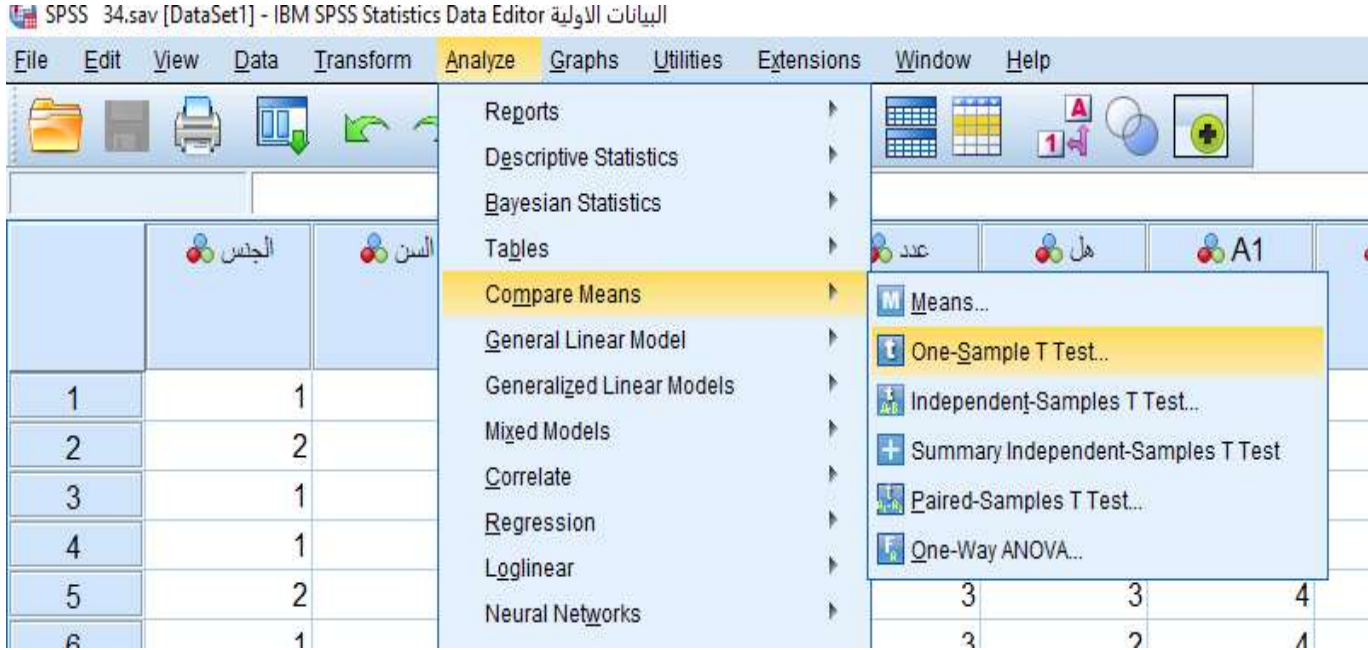 SPSS 34.sav [DataSet1] - IBM SPSS Statistics Data Editor البيانات الاولية
File Edit View Data Transform Analyze Graphs Utilities Extensions Window Help
Reports
Descriptive Statistics
Bayesian Statistics
Tables
Compare Means
General Linear Model
Generalized Linear Models
Mixed Models
Correlate
Regression
Loglinear
Neural Networks
A
1
الجنس السن عدد هل A1
M Means...
t One-Sample T Test...
Independent-Samples T Test...
Summary Independent-Samples T Test
Paired-Samples T Test...
One-Way ANOVA...
1 1
2 2
3 1
4 1
5 2 3 3 4
6 1 3 2 4